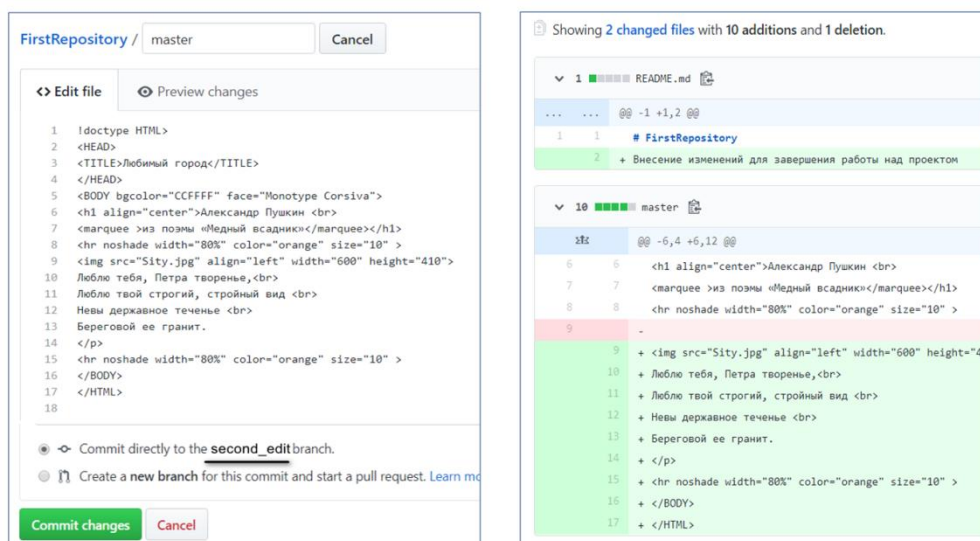 FirstRepository / master Cancel
<> Edit file Preview changes
1 !doctype HTML>
2 <HEAD>
3 <TITLE>Любимый город</TITLE>
4 </HEAD>
5 <BODY bgcolor="CCFFFF" face="Monotype Corsiva">
6 <h1 align="center">Александр Пушкин <br>
7 <marquee >из поэмы «Медный всадник»</marquee></h1>
8 <hr noshade width="80%" color="orange" size="10" >
9 <img src="Sity.jpg" align="left" width="600" height="410">
10 Люблю тебя, Петра творенье,<br>
11 Люблю твой строгий, стройный вид <br>
12 Невы державное теченье <br>
13 Береговой ее гранит.
14 </p>
15 <hr noshade width="80%" color="orange" size="10" >
16 </BODY>
17 </HTML>
18
Commit directly to the second_edit branch.
Create a new branch for this commit and start a pull request. Learn mo
Commit changes Cancel
Showing 2 changed files with 10 additions and 1 deletion.
1 README.md
... ... @@ -1 +1,2 @@
1 1 # FirstRepository
2 + Внесение изменений для завершения работы над проектом
10 master
@@ -6,4 +6,12 @@
6 6 <h1 align="center">Александр Пушкин <br>
7 7 <marquee >из поэмы «Медный всадник»</marquee></h1>
8 8 <hr noshade width="80%" color="orange" size="10" >
9 -
9 + <img src="Sity.jpg" align="left" width="600" height="4
10 + Люблю тебя, Петра творенье,<br>
11 + Люблю твой строгий, стройный вид <br>
12 + Невы державное теченье <br>
13 + Береговой ее гранит.
14 + </p>
15 + <hr noshade width="80%" color="orange" size="10" >
16 + </BODY>
17 + </HTML>